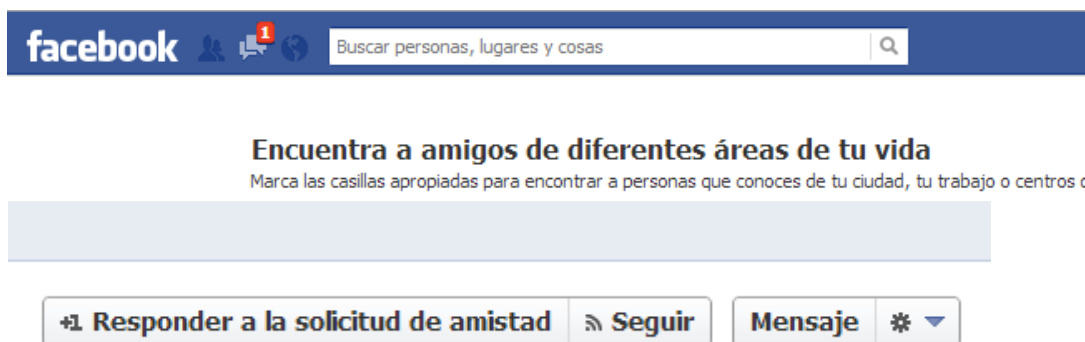 facebook 1 Buscar personas, lugares y cosas
Encuentra a amigos de diferentes áreas de tu vida
Marca las casillas apropiadas para encontrar a personas que conoces de tu ciudad, tu trabajo o centros
+1 Responder a la solicitud de amistad Seguir Mensaje